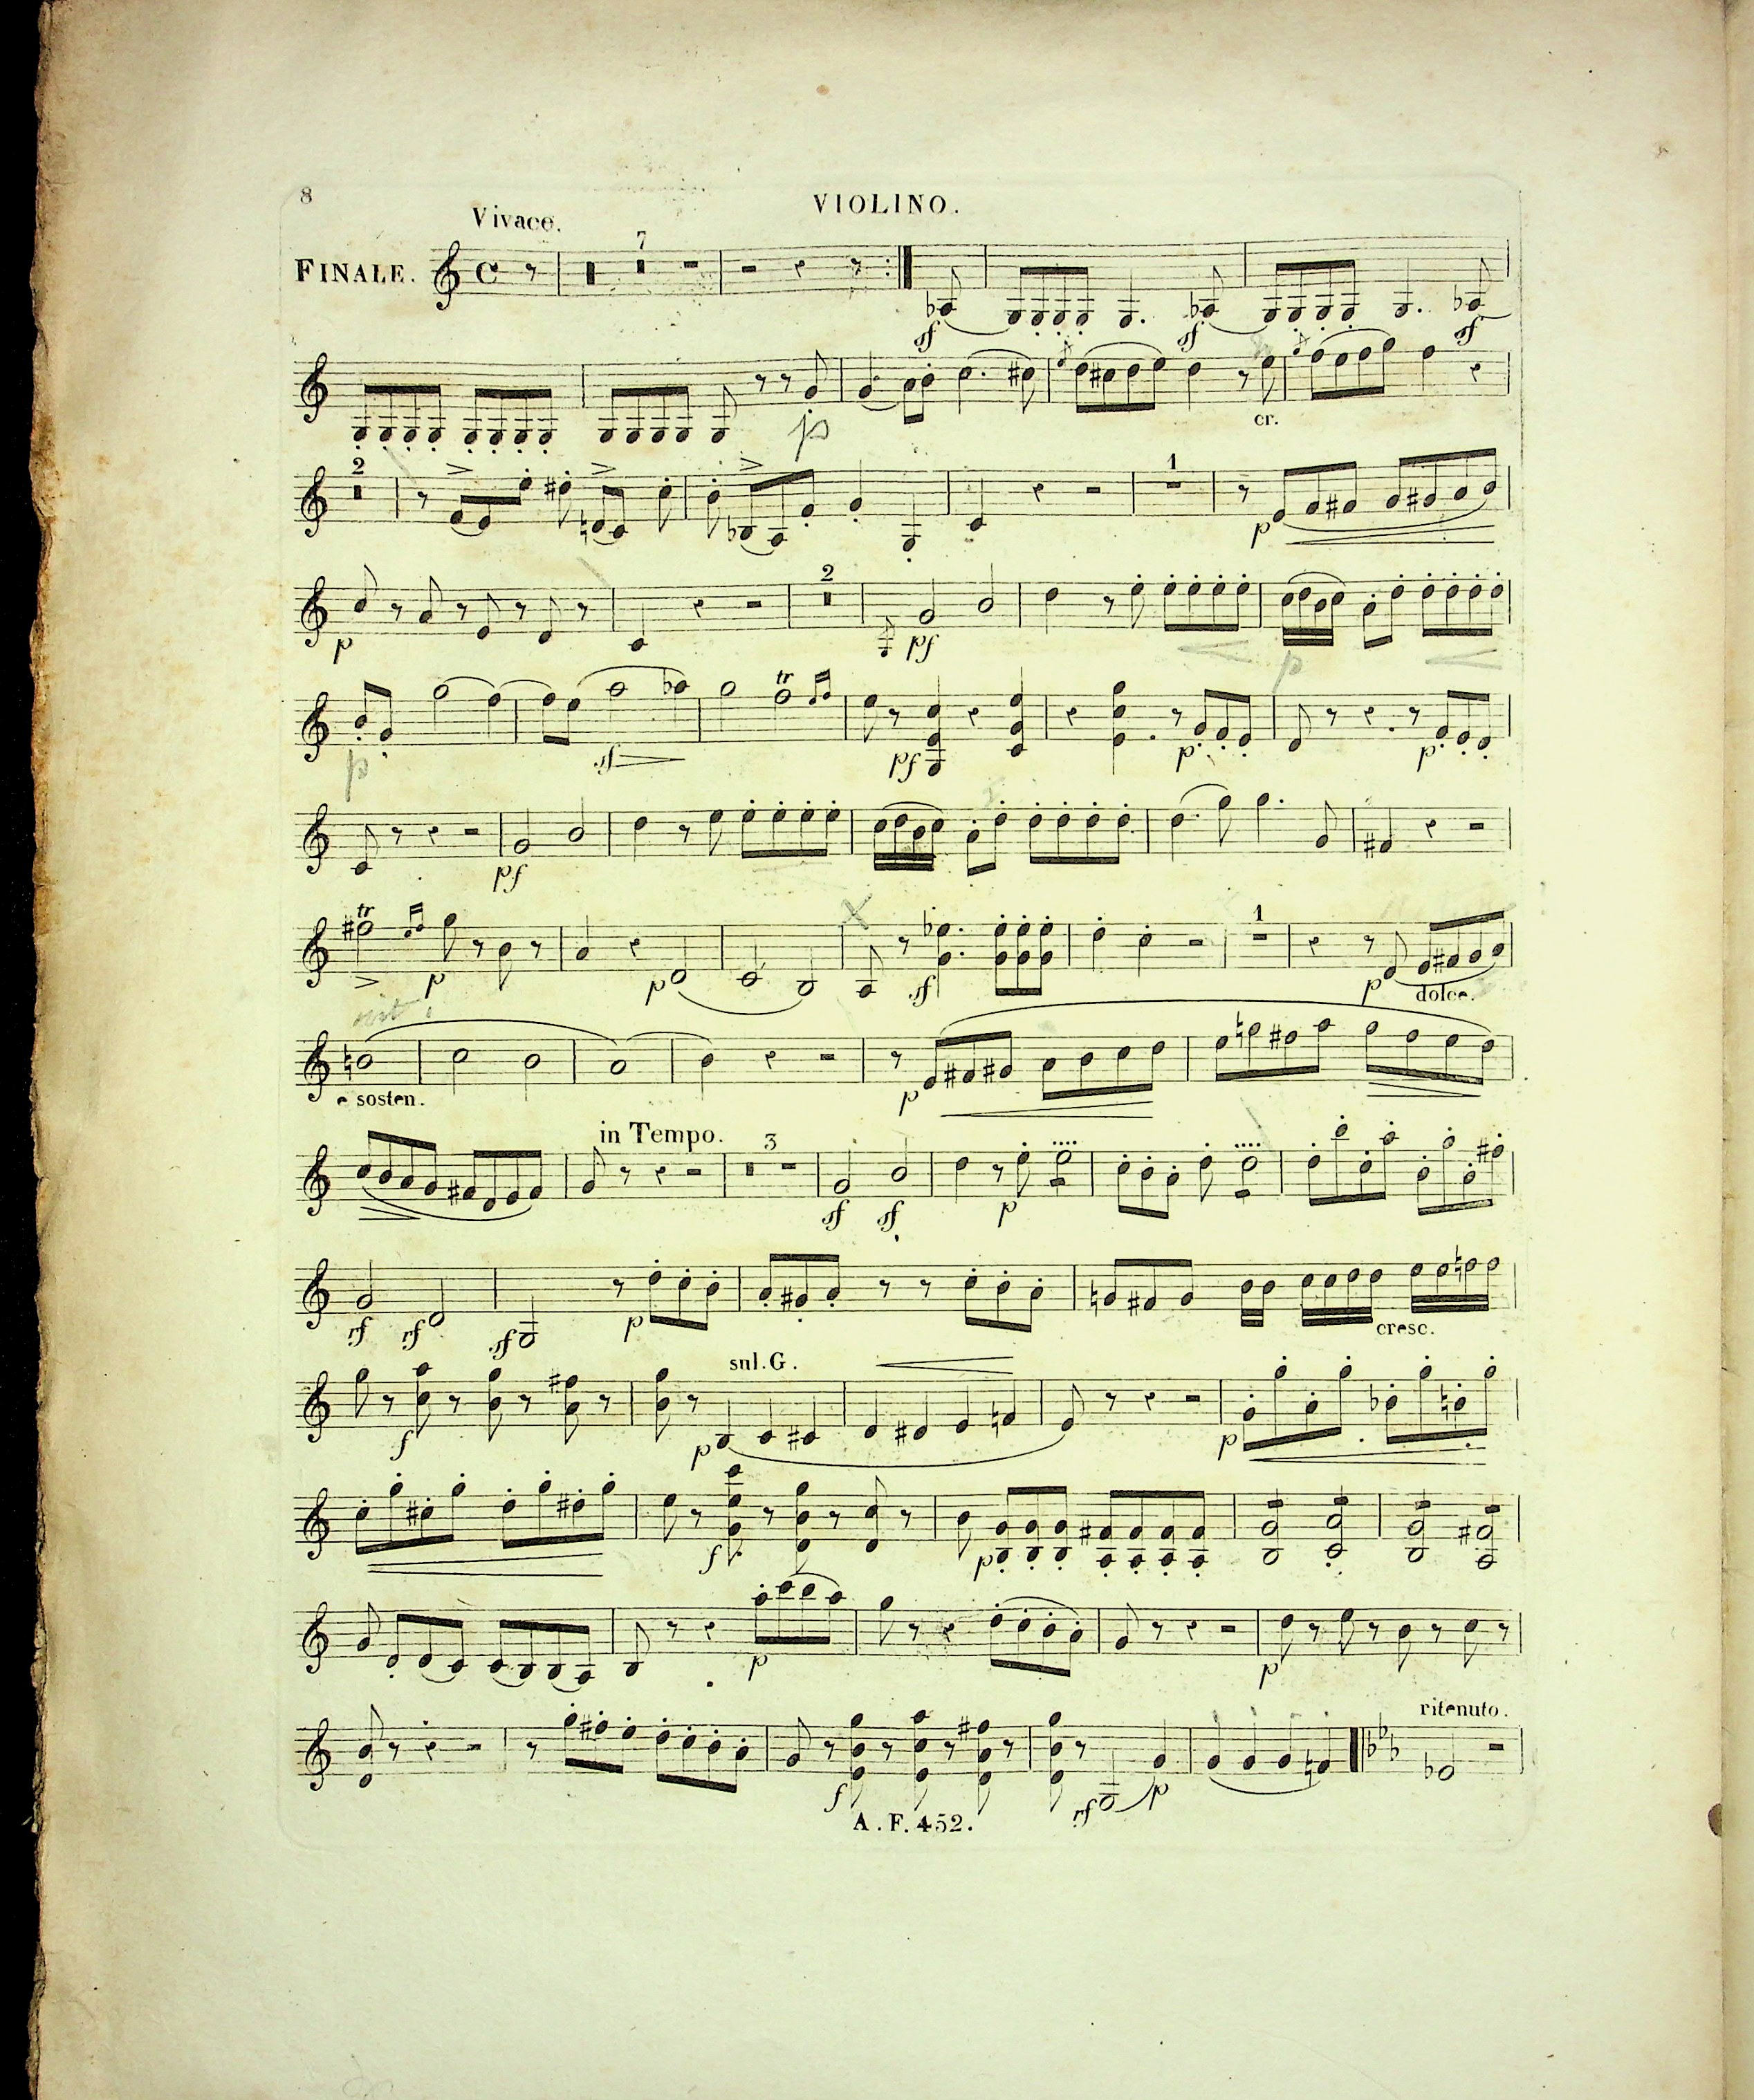 8
VIOLINO.
Vivace.
FINALE.
7
sf sf sf
p cr.
2 1
p
2
p pf p
tr
p sf pf p. p.
pf
tr 1
p p sf p dolce.
e sosten.
p
in Tempo. 3
sf sf p
rf rf sf p cresc.
sul. G.
f p p
f p
p p
ritenuto.
f rf p
A. F. 452.